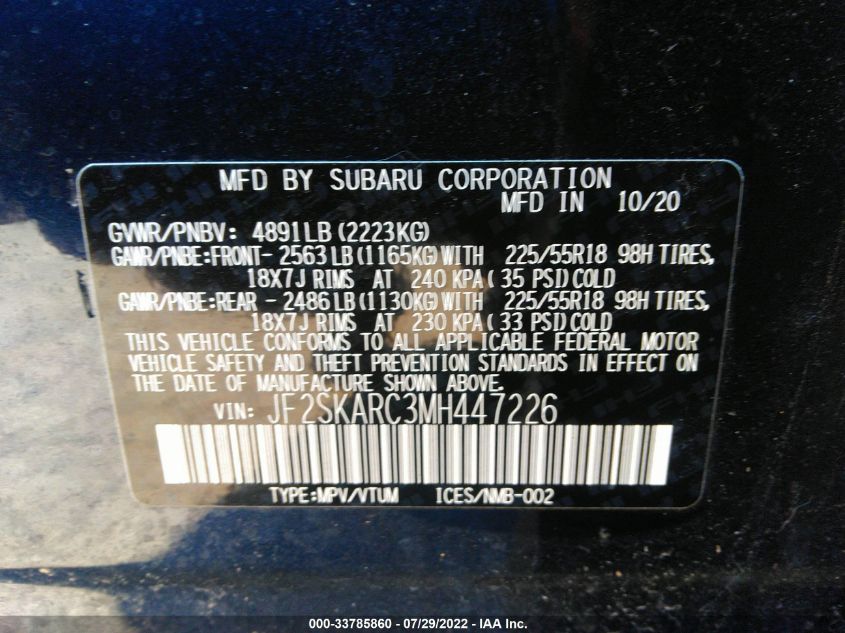 MFD BY SUBARU CORPORATION
MFD IN 10/20
GVWR/PNBV: 4891LB (2223KG)
GAWR/PNBE:FRONT- 2563 LB (1165KG) WITH 225/55R18 98H TIRES,
18X7J RIMS AT 240 KPA ( 35 PSI) COLD
GAWR/PNBE:REAR - 2486 LB (1130KG) WITH 225/55R18 98H TIRES,
18X7J RIMS AT 230 KPA ( 33 PSI) COLD
THIS VEHICLE CONFORMS TO ALL APPLICABLE FEDERAL MOTOR
VEHICLE SAFETY AND THEFT PREVENTION STANDARDS IN EFFECT ON
THE DATE OF MANUFACTURE SHOWN ABOVE.
VIN: JF2SKARC3MH447226
TYPE:MPV/VTUM ICES/NMB-002
000-33785860 - 07/29/2022 - IAA Inc.